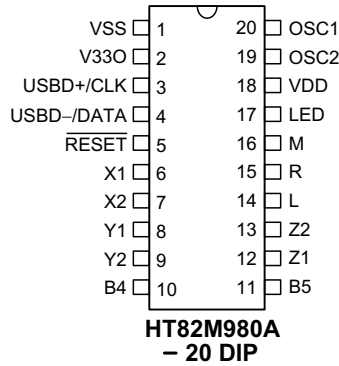 VSS 1 20 OSC1
V33O 2 19 OSC2
USBD+/CLK 3 18 VDD
USBD−/DATA 4 17 LED
RESET 5 16 M
X1 6 15 R
X2 7 14 L
Y1 8 13 Z2
Y2 9 12 Z1
B4 10 11 B5
HT82M980A
− 20 DIP